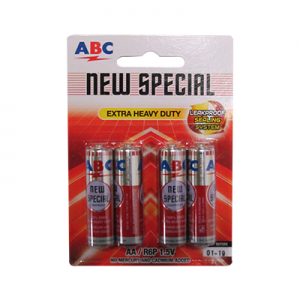 ABC
NEW SPECIAL
EXTRA HEAVY DUTY
LEAKPROOF
SEALING
SYSTEM
ABC
ABC
NEW
SPECIAL
NEW
SPECIAL
AA / R6P 1.5V
NO MERCURY AND CADMIUM ADDED
01-19